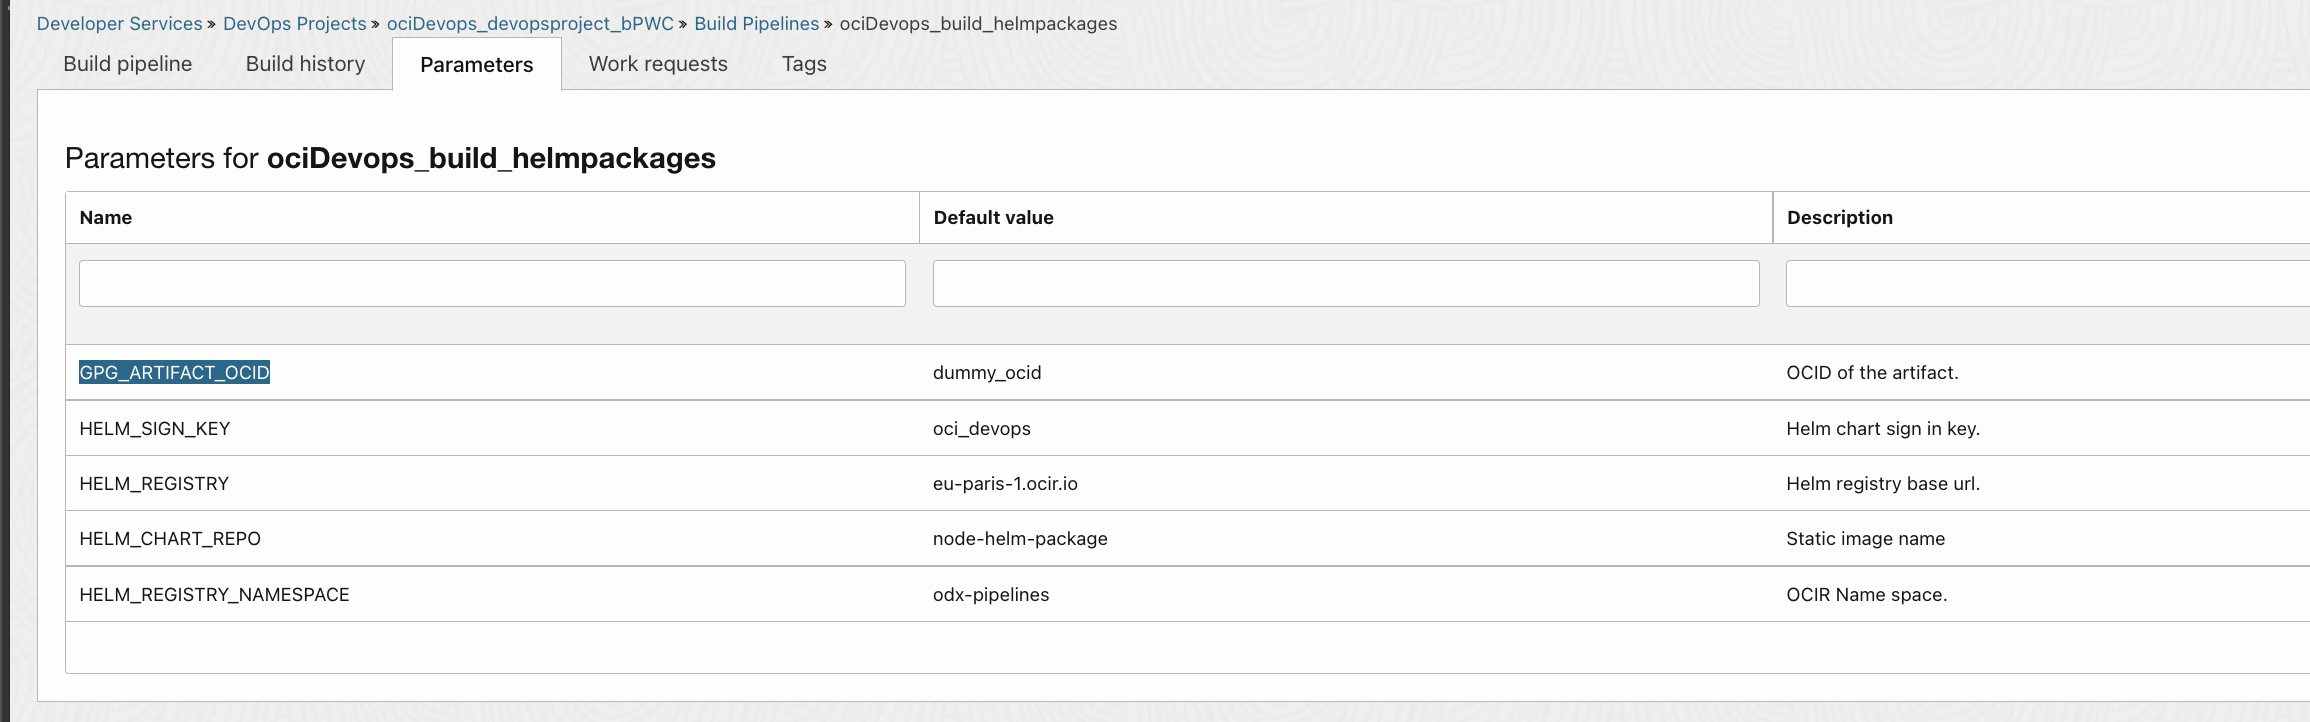 Developer Services » DevOps Projects » ociDevops_devopsproject_bPWC » Build Pipelines » ociDevops_build_helmpackages
Build pipeline Build history Parameters Work requests Tags
Parameters for ociDevops_build_helmpackages
Name Default value Description
GPG_ARTIFACT_OCID dummy_ocid OCID of the artifact.
HELM_SIGN_KEY oci_devops Helm chart sign in key.
HELM_REGISTRY eu-paris-1.ocir.io Helm registry base url.
HELM_CHART_REPO node-helm-package Static image name
HELM_REGISTRY_NAMESPACE odx-pipelines OCIR Name space.